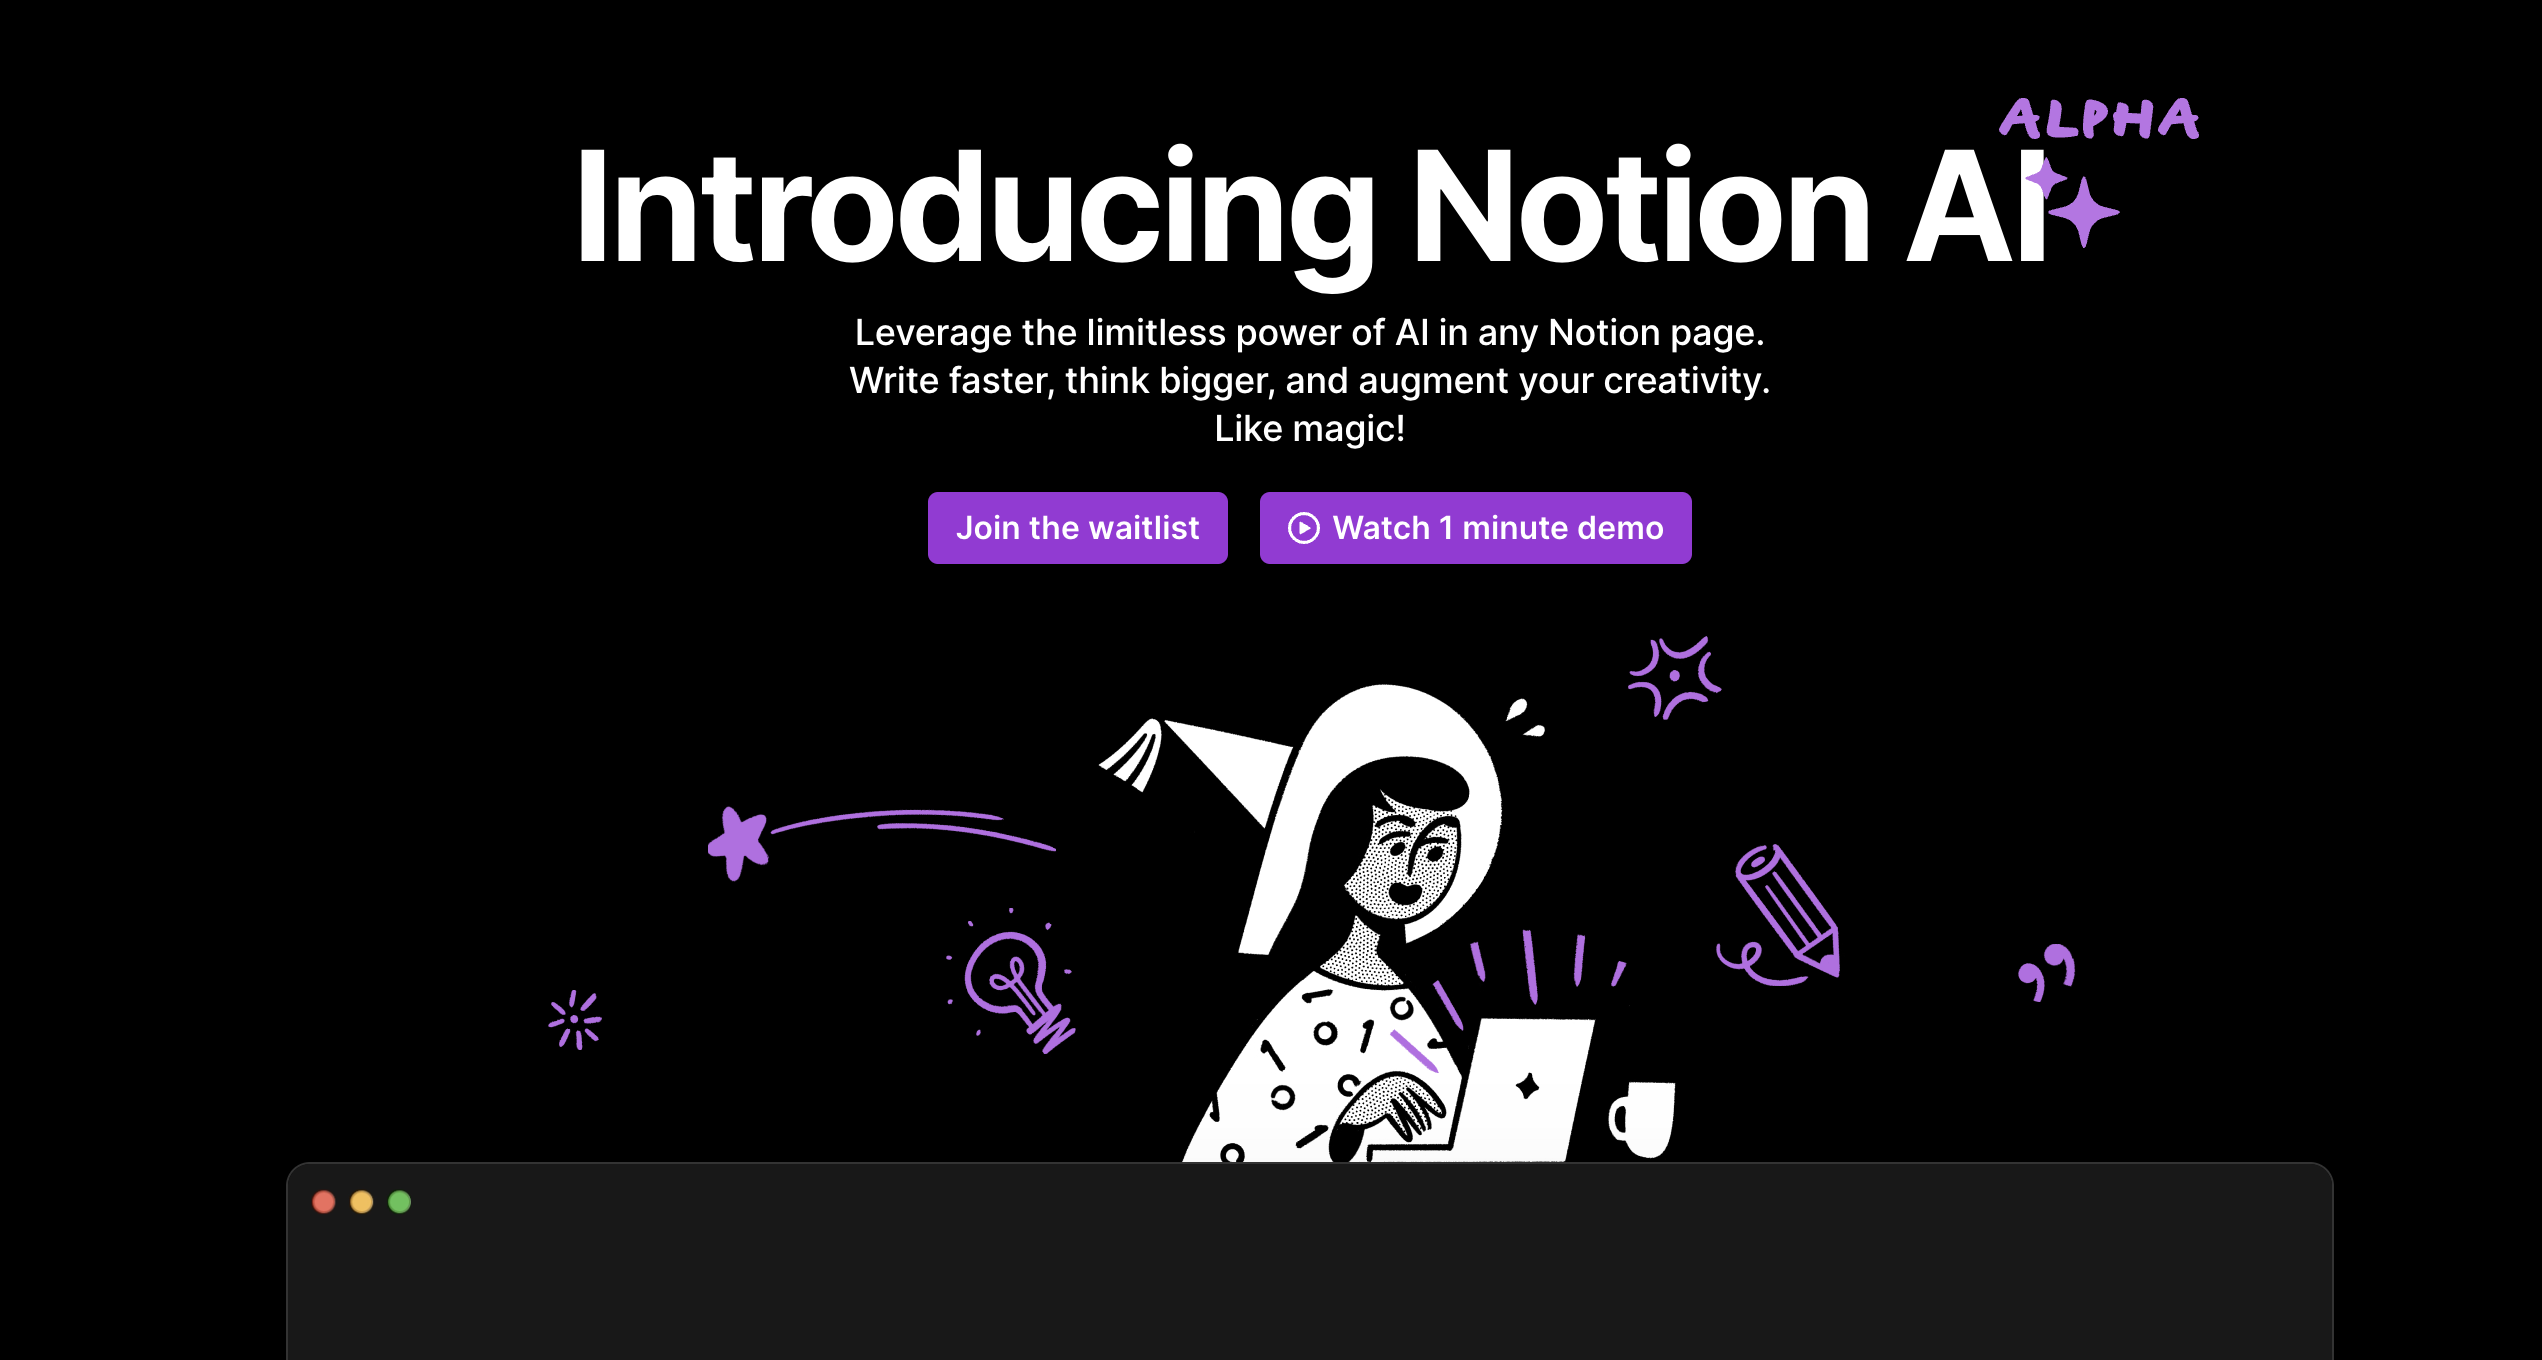 ALPHA
Introducing Notion AI
Leverage the limitless power of AI in any Notion page.
Write faster, think bigger, and augment your creativity.
Like magic!
Join the waitlist
Watch 1 minute demo